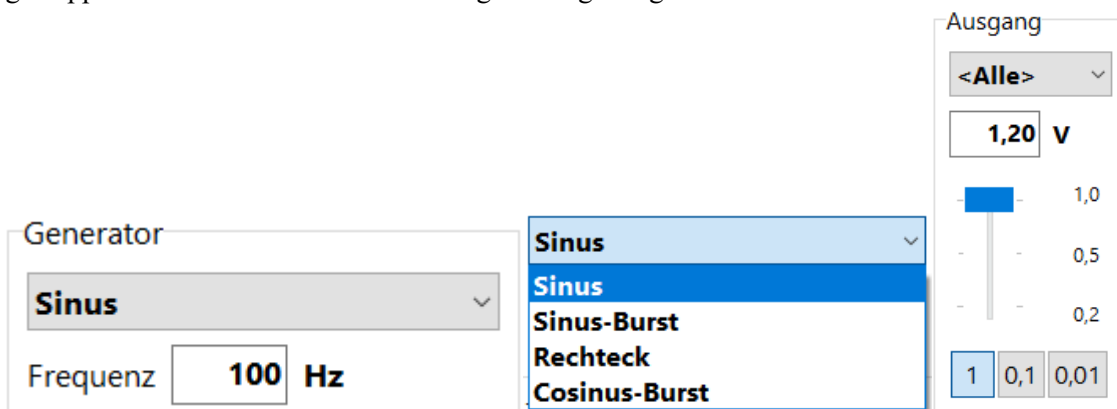 Ausgang
<Alle>
1,20 V
1,0
0,5
0,2
1 0,1 0,01
Generator
Sinus
Frequenz 100 Hz
Sinus
Sinus
Sinus-Burst
Rechteck
Cosinus-Burst